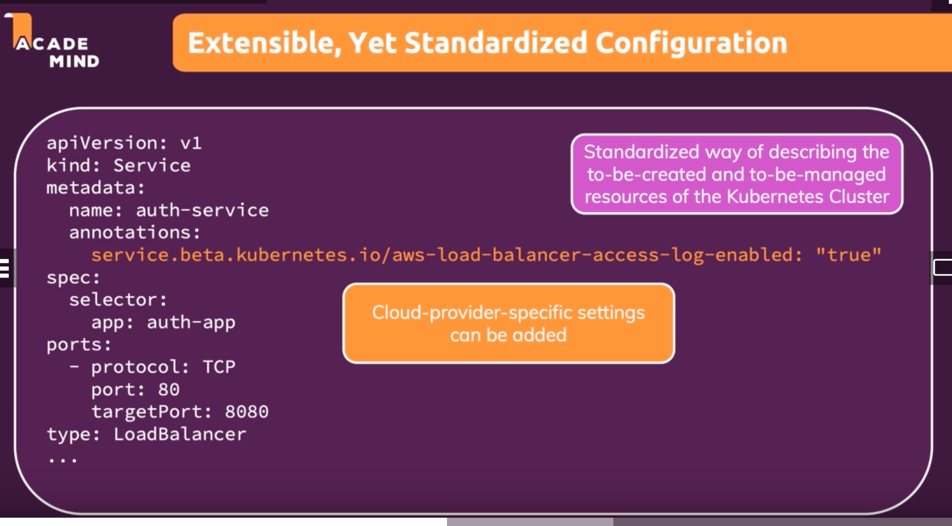 ACADE
MIND
Extensible, Yet Standardized Configuration
apiVersion: v1
kind: Service
metadata:
  name: auth-service
  annotations:
    service.beta.kubernetes.io/aws-load-balancer-access-log-enabled: "true"
spec:
  selector:
    app: auth-app
ports:
  - protocol: TCP
    port: 80
    targetPort: 8080
type: LoadBalancer
...
Standardized way of describing the
to-be-created and to-be-managed
resources of the Kubernetes Cluster
Cloud-provider-specific settings
can be added